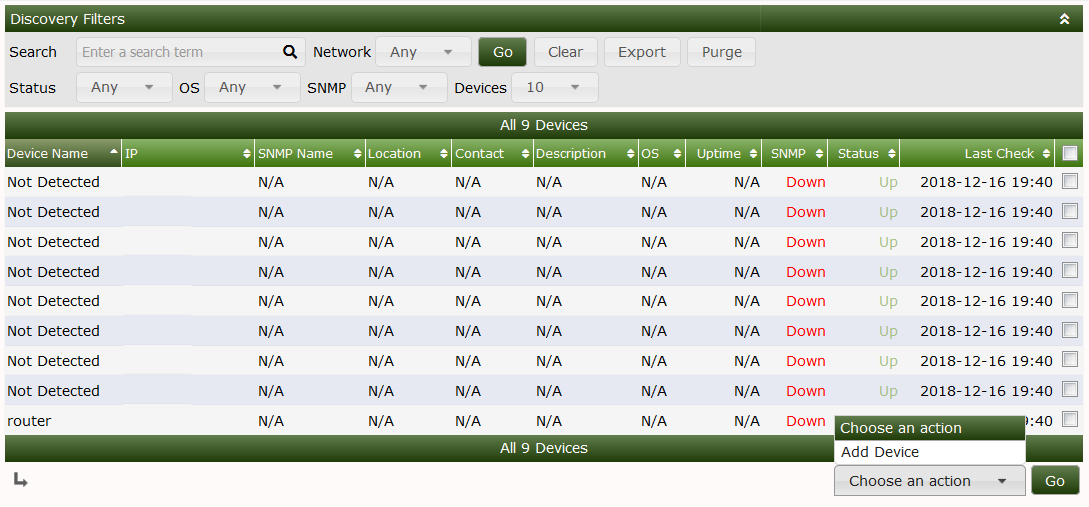 Discovery Filters
Search Enter a search term Network Any Go Clear Export Purge
Status Any OS Any SNMP Any Devices 10
All 9 Devices
Device Name IP SNMP Name Location Contact Description OS Uptime SNMP Status Last Check
Not Detected N/A N/A N/A N/A N/A N/A Down Up 2018-12-16 19:40
Not Detected N/A N/A N/A N/A N/A N/A Down Up 2018-12-16 19:40
Not Detected N/A N/A N/A N/A N/A N/A Down Up 2018-12-16 19:40
Not Detected N/A N/A N/A N/A N/A N/A Down Up 2018-12-16 19:40
Not Detected N/A N/A N/A N/A N/A N/A Down Up 2018-12-16 19:40
Not Detected N/A N/A N/A N/A N/A N/A Down Up 2018-12-16 19:40
Not Detected N/A N/A N/A N/A N/A N/A Down Up 2018-12-16 19:40
Not Detected N/A N/A N/A N/A N/A N/A Down Up 2018-12-16 19:40
router N/A N/A N/A N/A N/A N/A Down :40
Choose an action
All 9 Devices
Add Device
Choose an action Go